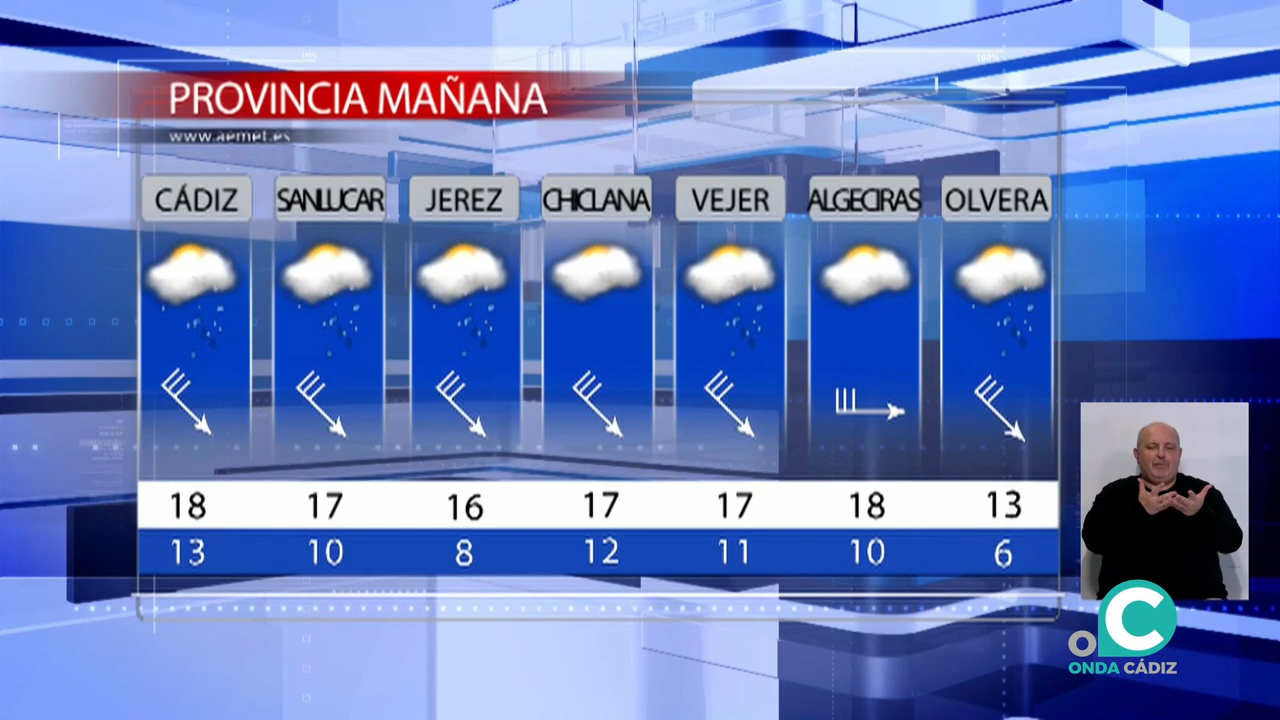 PROVINCIA MAÑANA
www.aemet.es
CÁDIZ SANLUCAR JEREZ CHICLANA VEJER ALGECIRAS OLVERA
18 17 16 17 17 18 13
13 10 8 12 11 10 6
OC
ONDA CÁDIZ